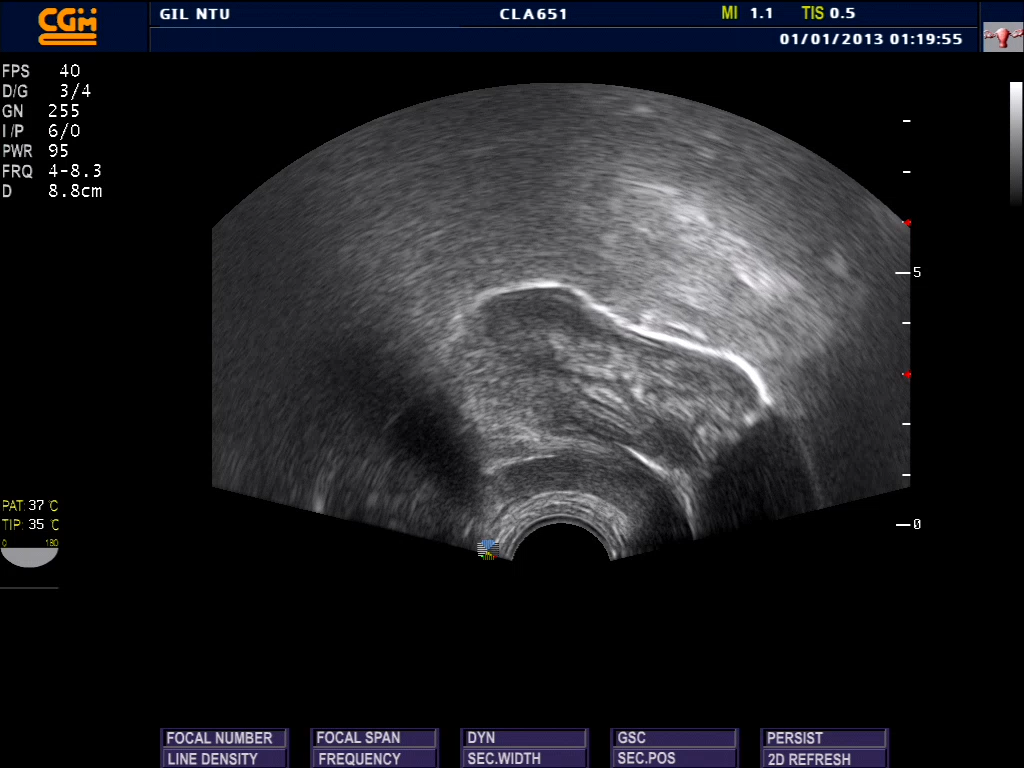 CGM
GIL NTU CLA651 MI 1.1 TIS 0.5
01/01/2013 01:19:55
FPS 40
D/G 3/4
GN 255
I/P 6/0
PWR 95
FRQ 4-8.3
D 8.8cm
5
PAT: 37 °C
TIP: 35 °C
0 180
0
FOCAL NUMBER FOCAL SPAN DYN GSC PERSIST
LINE DENSITY FREQUENCY SEC.WIDTH SEC.POS 2D REFRESH